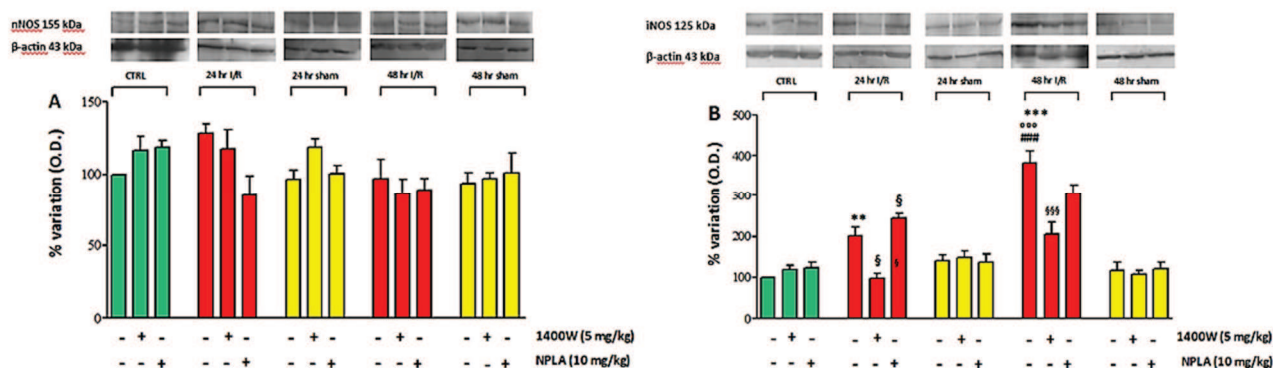 nNOS 155 kDa
β-actin 43 kDa
CTRL
24 hr I/R
24 hr sham
48 hr I/R
48 hr sham
A
150
100
50
0
% variation (O.D.)
- + - - + - - + - - + - - + - 1400W (5 mg/kg)
- - + - - + - - + - - + - - + NPLA (10 mg/kg)
iNOS 125 kDa
β-actin 43 kDa
CTRL
24 hr I/R
24 hr sham
48 hr I/R
48 hr sham
B
500
400
300
200
100
0
% variation (O.D.)
**
§
§
§
***
°°°
###
§§§
- + - - + - - + - - + - - + - 1400W (5 mg/kg)
- - + - - + - - + - - + - - + NPLA (10 mg/kg)